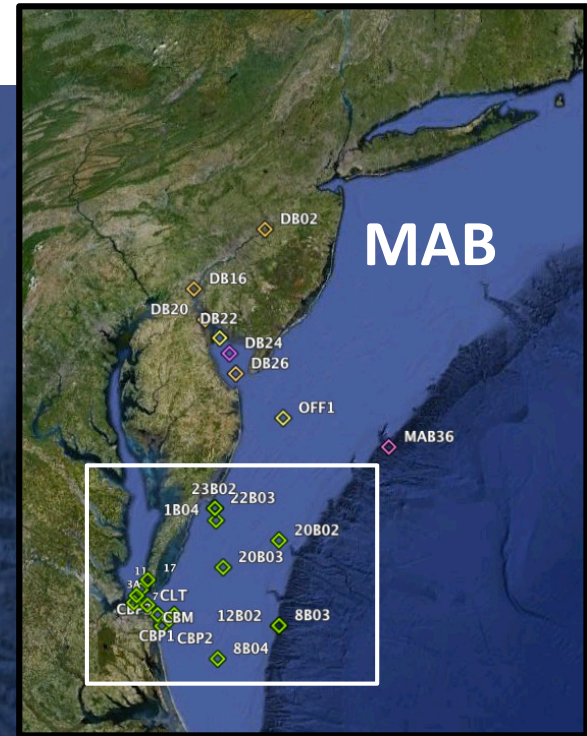 DB02
MAB
DB16
DB20
DB22
DB24
DB26
OFF1
MAB36
23B02
1B04
22B03
20B02
11
17
20B03
3A
7
CLT
CBM
12B02
8B03
CBP1
CBP2
8B04